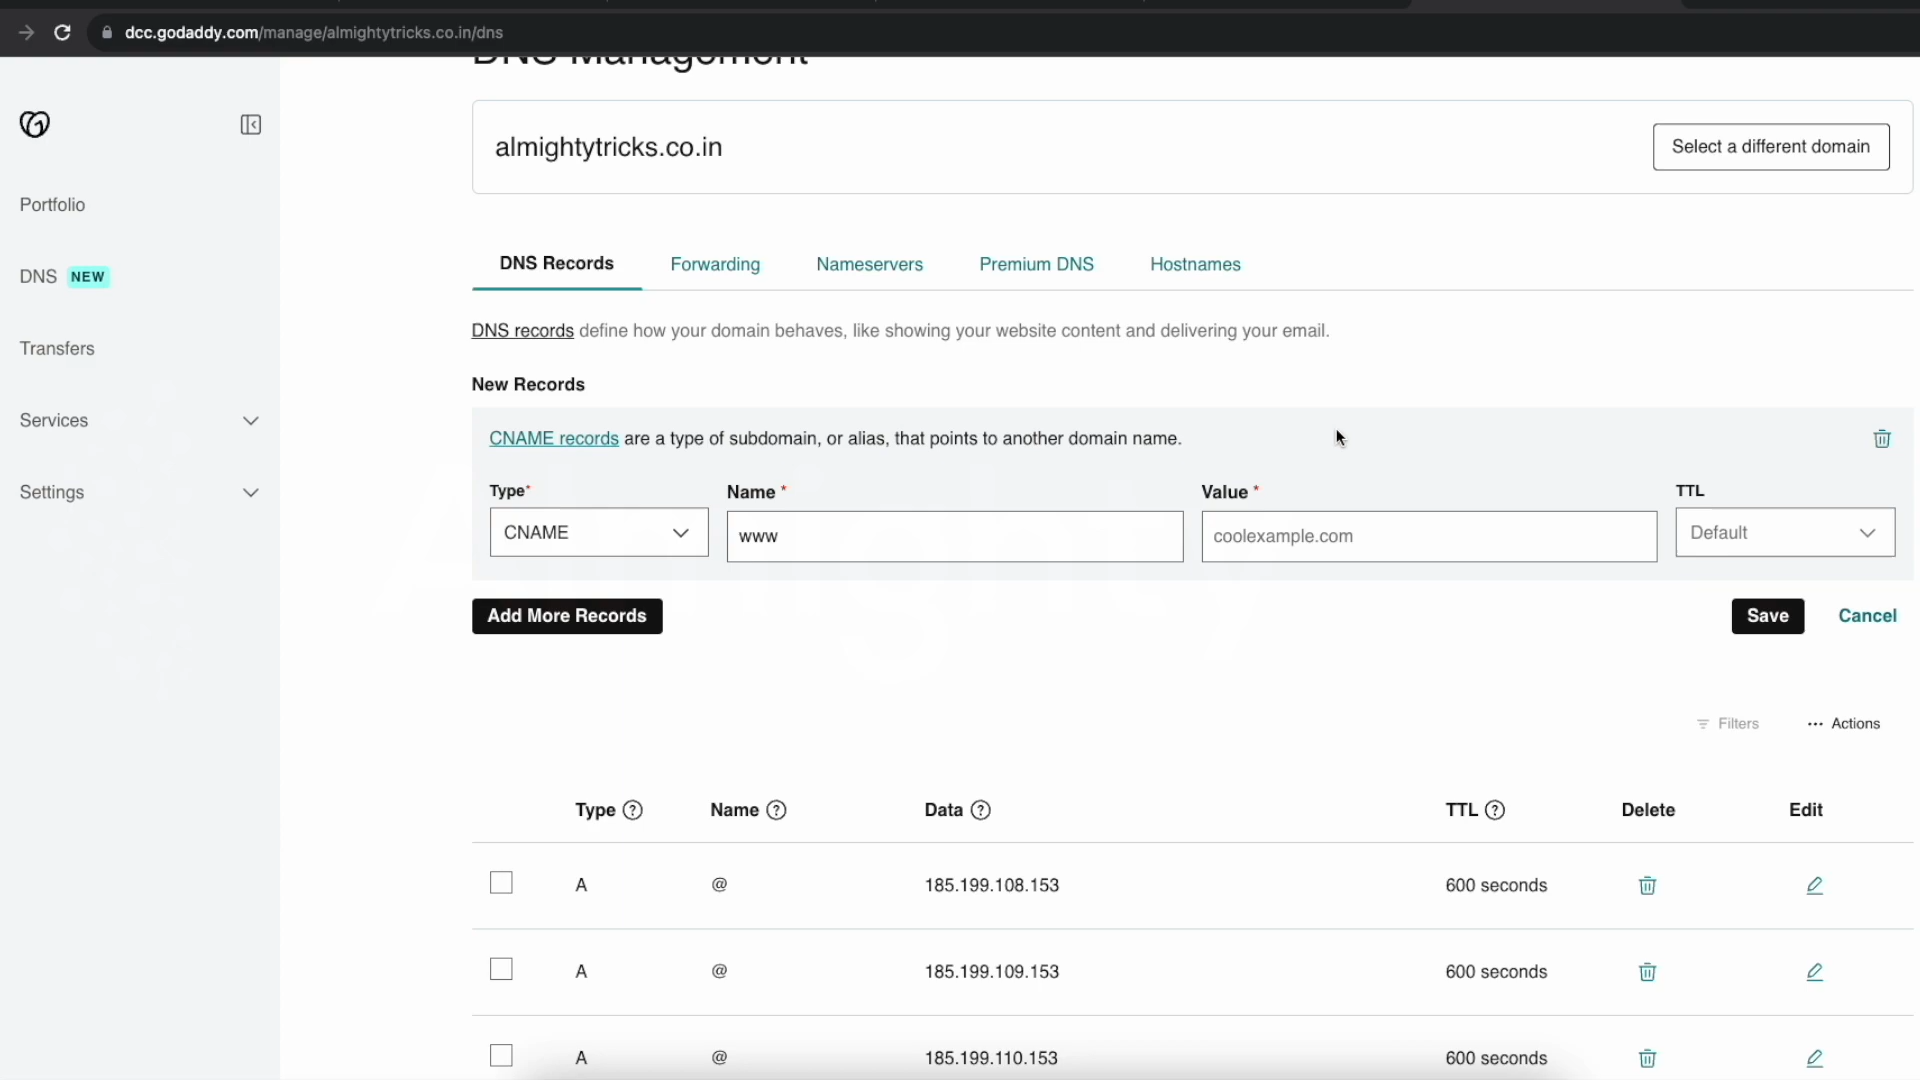 dcc.godaddy.com/manage/almightytricks.co.in/dns
DNS Management
almightytricks.co.in
Select a different domain
Portfolio
DNS NEW
Transfers
Services
Settings
DNS Records Forwarding Nameservers Premium DNS Hostnames
DNS records define how your domain behaves, like showing your website content and delivering your email.
New Records
CNAME records are a type of subdomain, or alias, that points to another domain name.
Type* Name * Value * TTL
CNAME www coolexample.com Default
Add More Records Save Cancel
Filters ... Actions
Type ? Name ? Data ? TTL ? Delete Edit
A @ 185.199.108.153 600 seconds
A @ 185.199.109.153 600 seconds
A @ 185.199.110.153 600 seconds